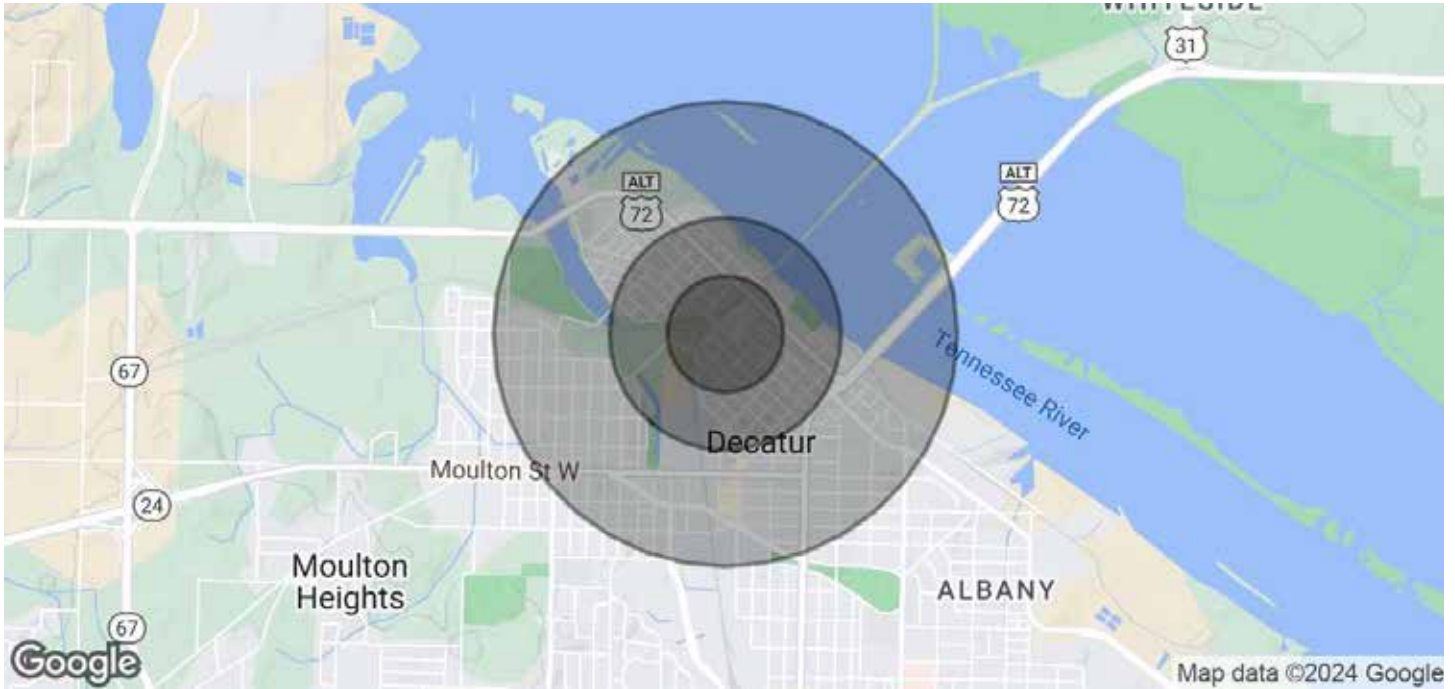 WHITESIDE
31
ALT
72
ALT
72
67
Tennessee River
Decatur
Moulton St W
24
Moulton
Heights
ALBANY
67
Google
Map data ©2024 Google